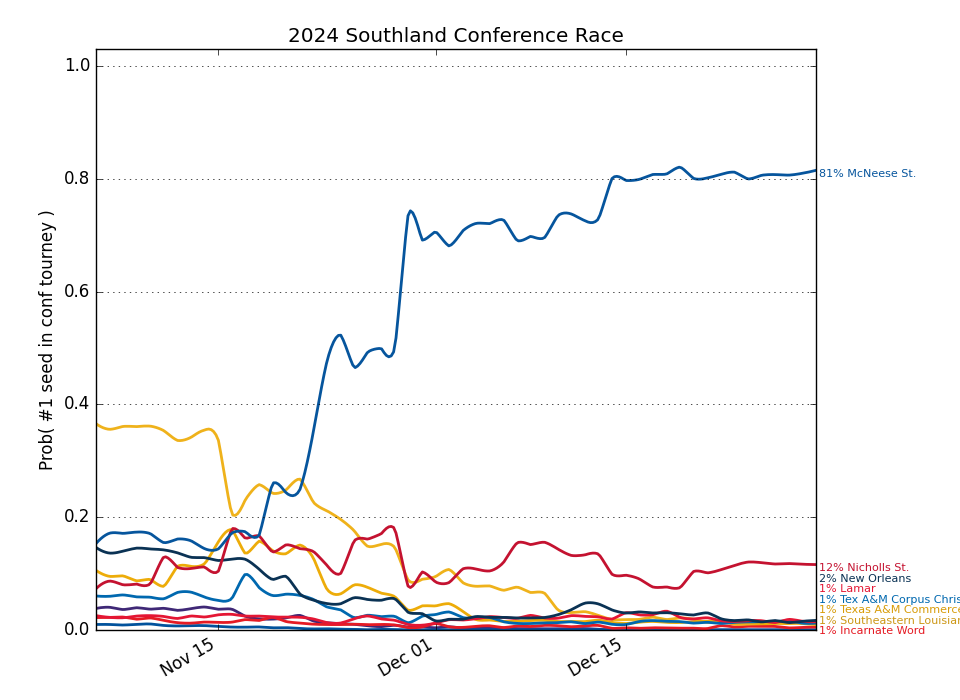 2024 Southland Conference Race
Prob( #1 seed in conf tourney )
1.0
0.8
0.6
0.4
0.2
0.0
Nov 15
Dec 01
Dec 15
81% McNeese St.
12% Nicholls St.
2% New Orleans
1% Lamar
1% Tex A&M Corpus Chris
1% Texas A&M Commerce
1% Southeastern Louisian
1% Incarnate Word